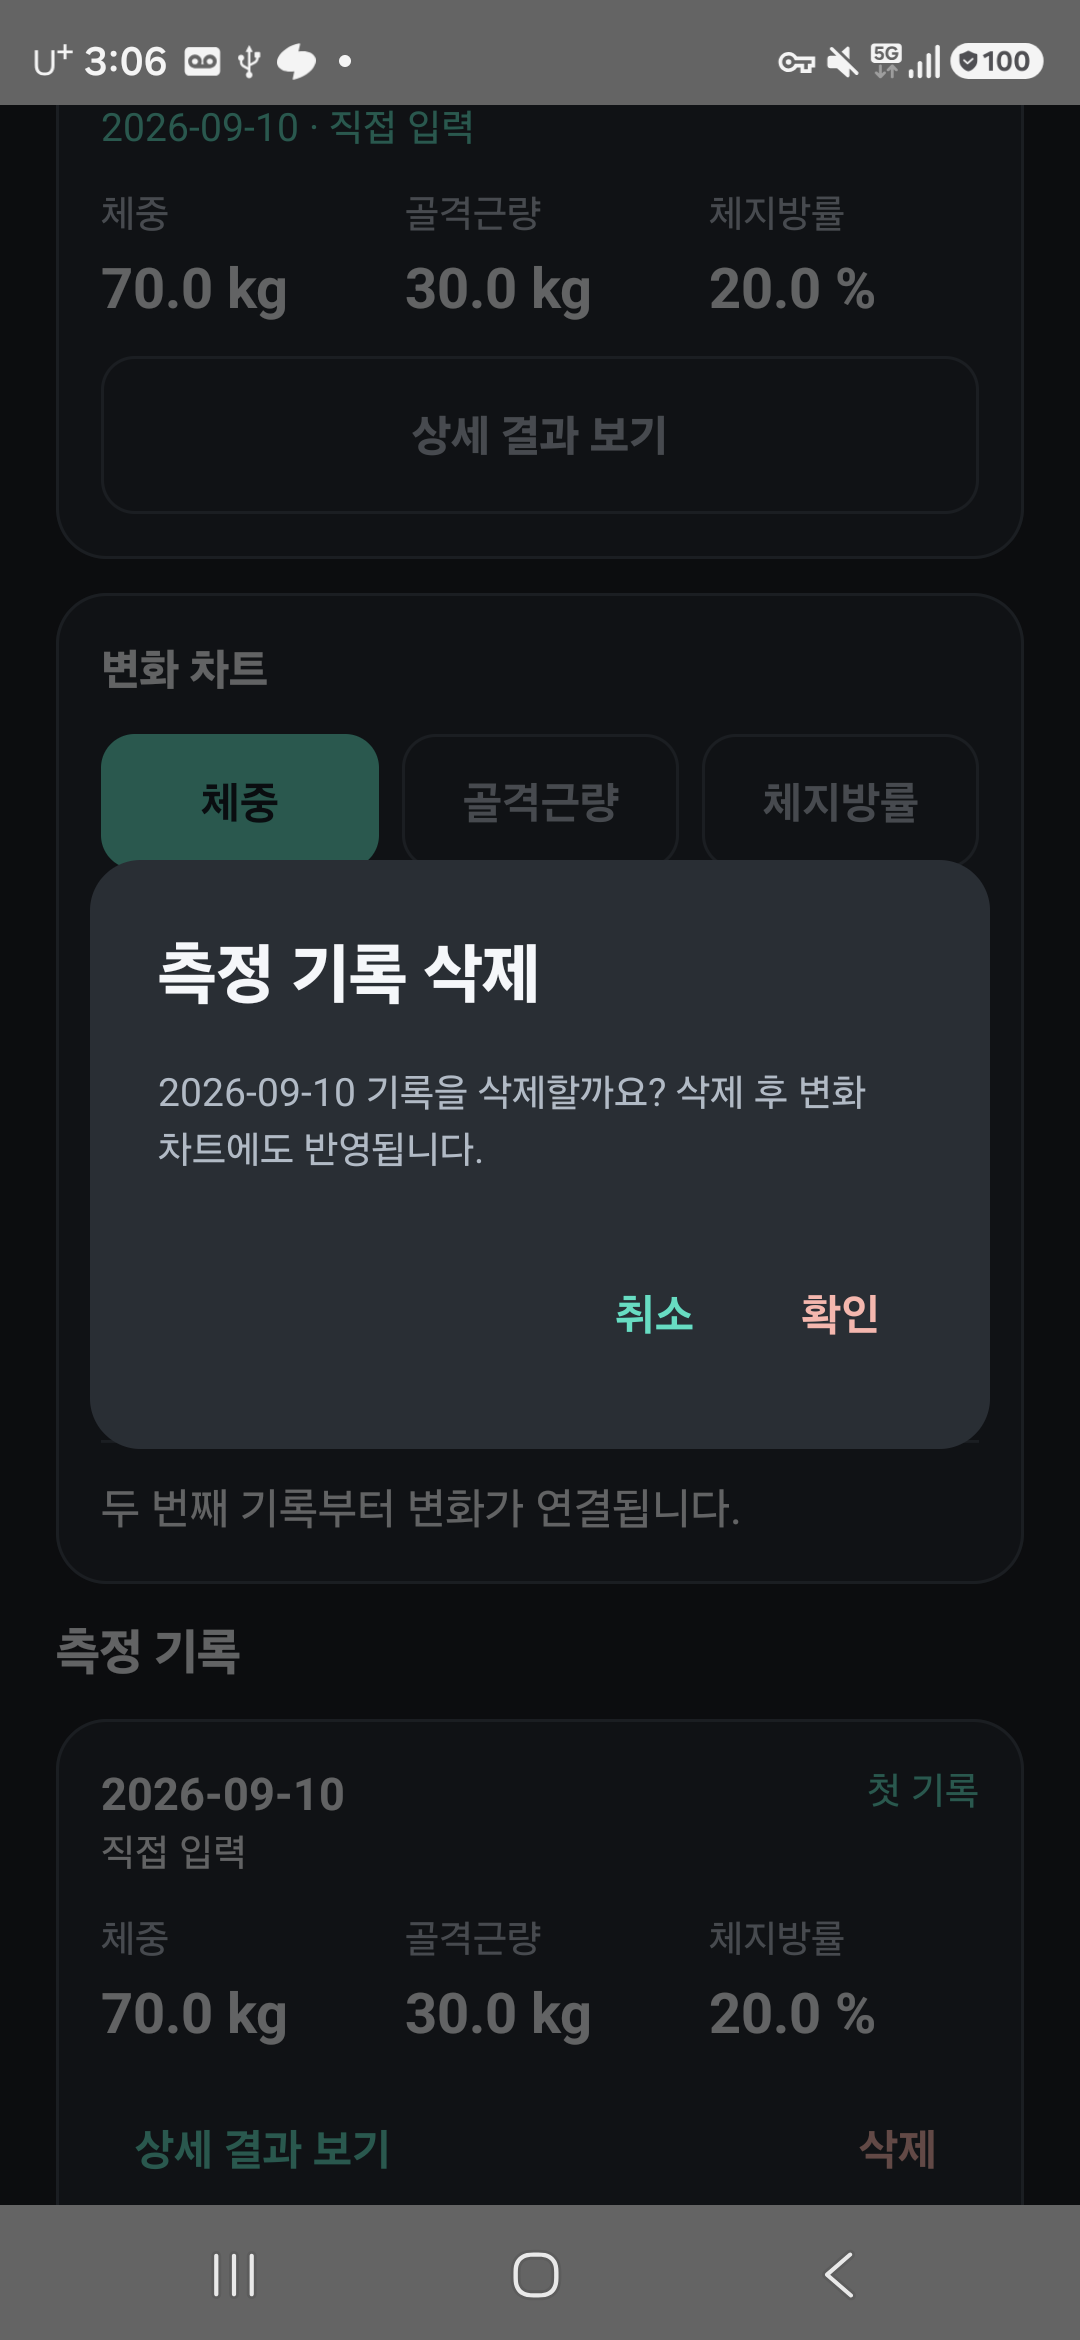 U+ 3:06 5G 100
2026-09-10 · 직접 입력
체중 골격근량 체지방률
70.0 kg 30.0 kg 20.0 %
상세 결과 보기
변화 차트
체중 골격근량 체지방률
측정 기록 삭제
2026-09-10 기록을 삭제할까요? 삭제 후 변화
차트에도 반영됩니다.
취소 확인
두 번째 기록부터 변화가 연결됩니다.
측정 기록
2026-09-10 첫 기록
직접 입력
체중 골격근량 체지방률
70.0 kg 30.0 kg 20.0 %
상세 결과 보기 삭제